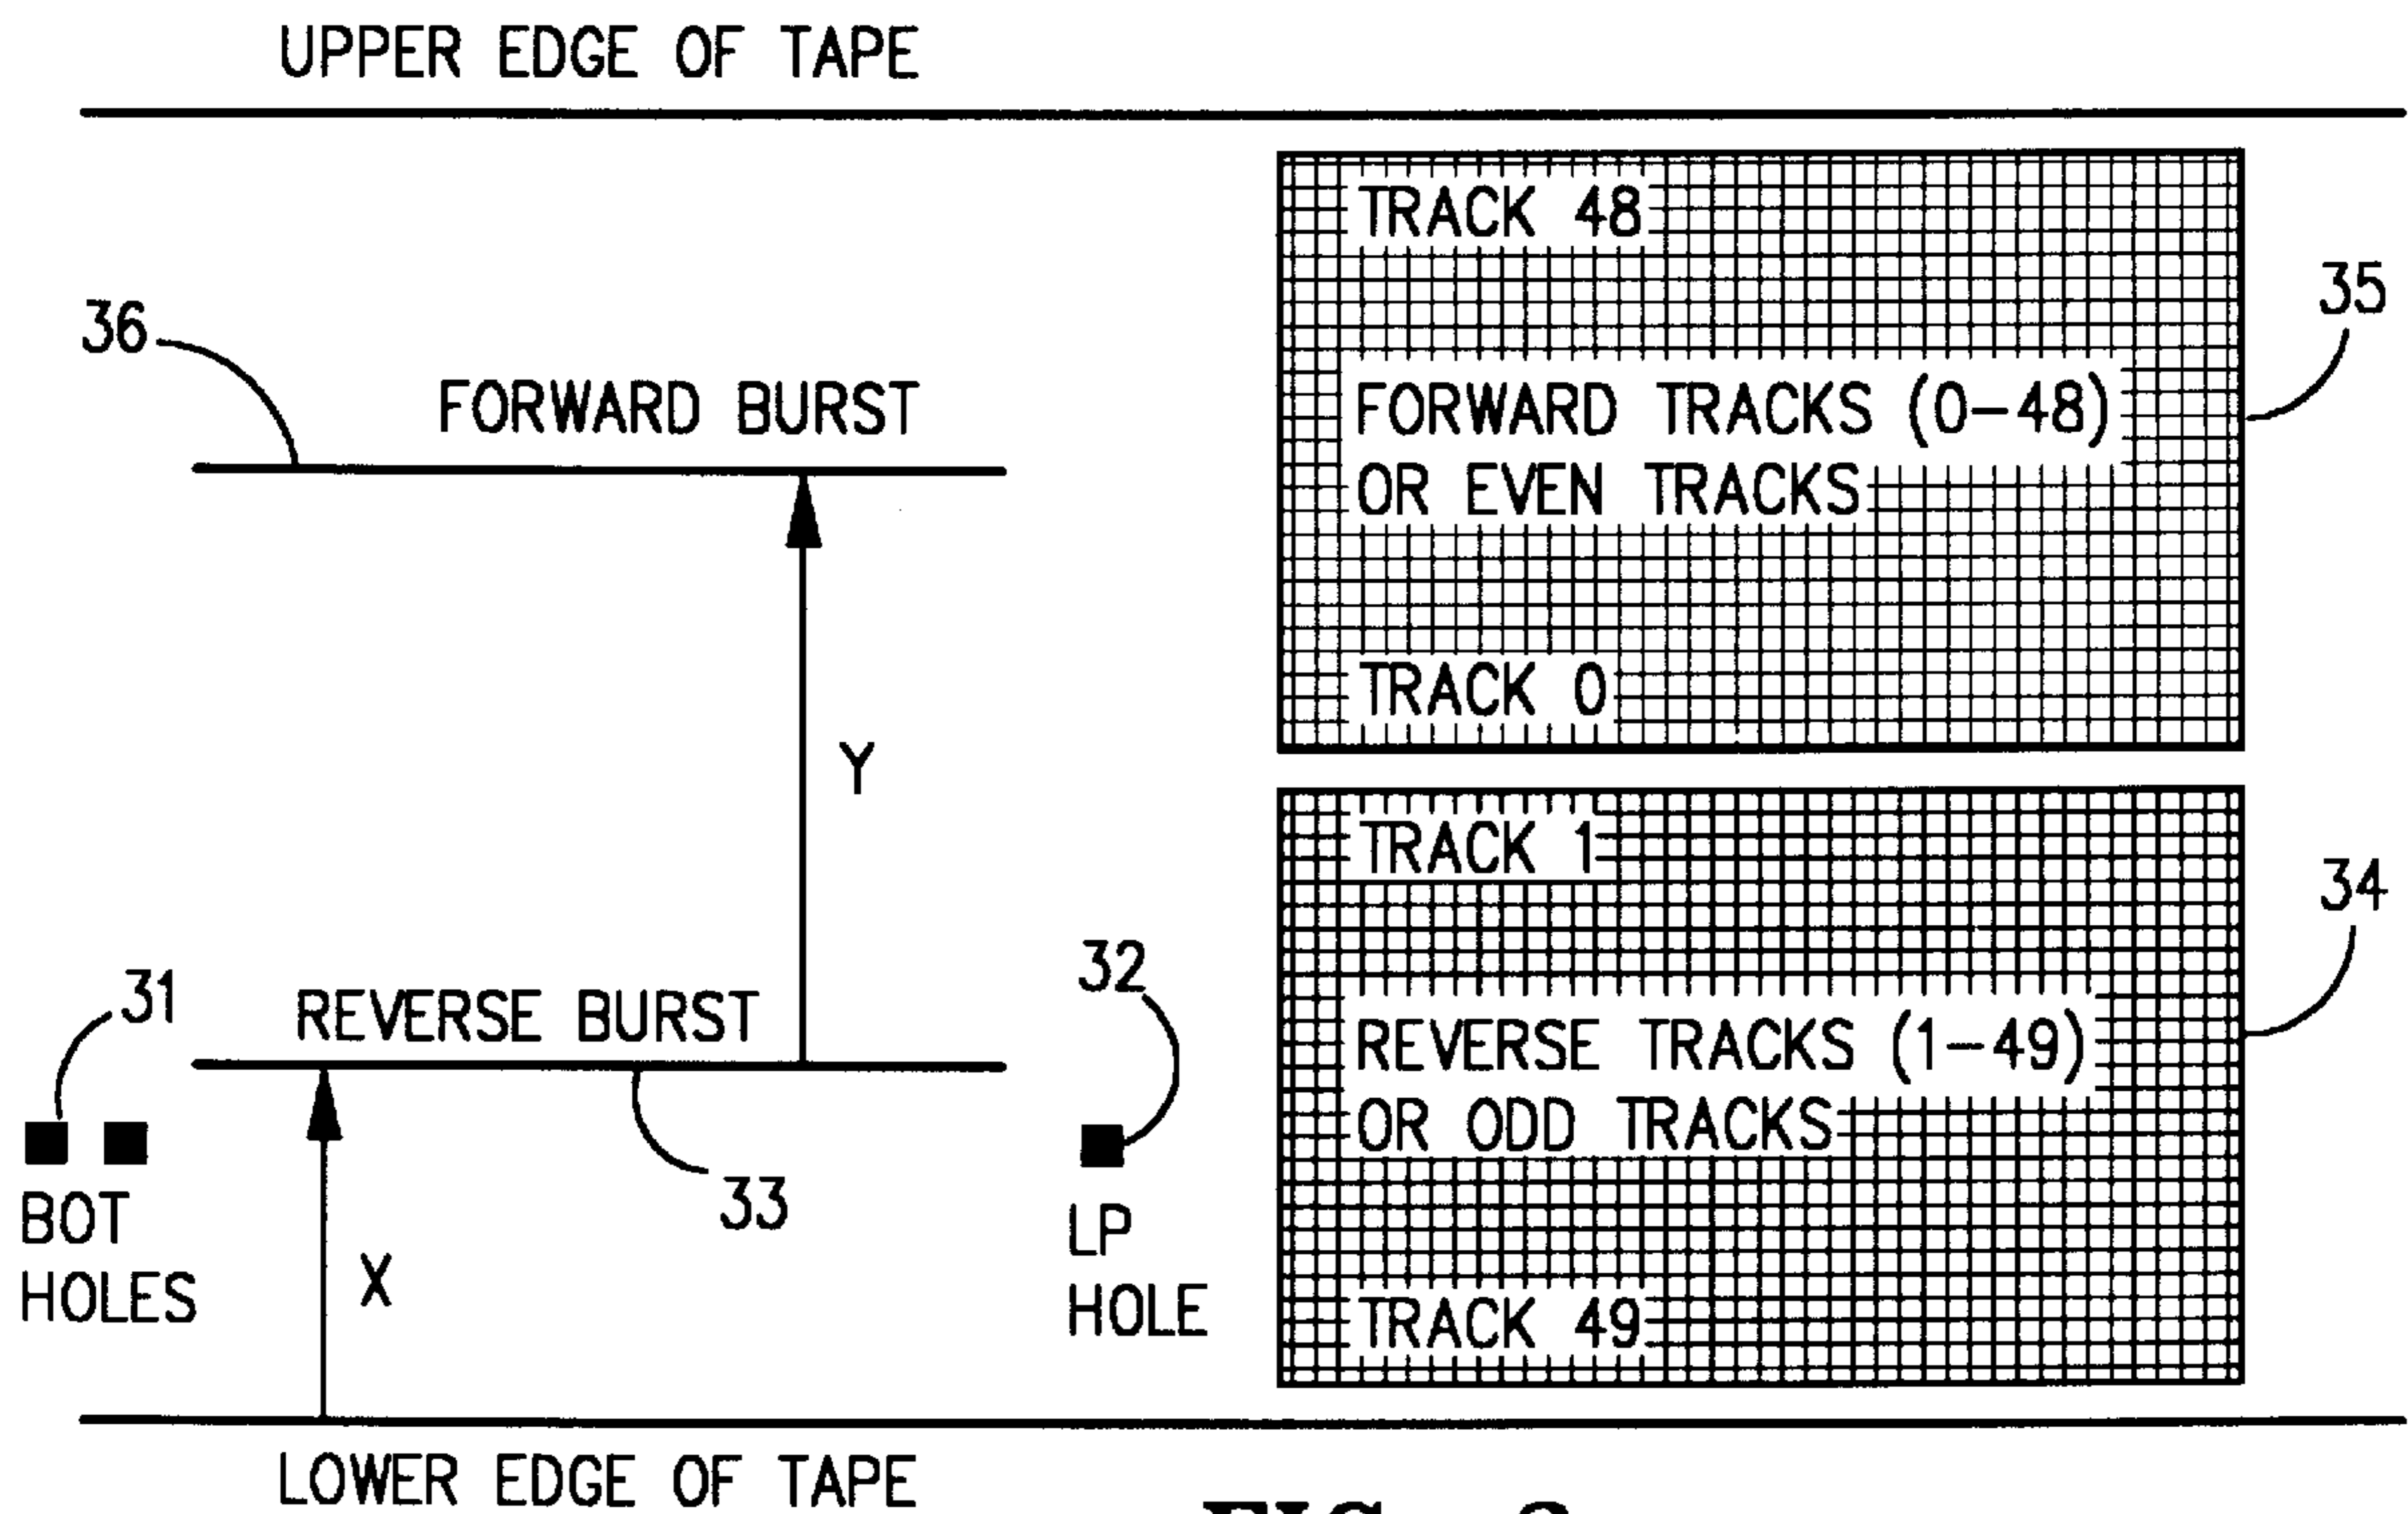 UPPER EDGE OF TAPE
TRACK 48
35
36
FORWARD BURST
FORWARD TRACKS (0-48)
OR EVEN TRACKS
TRACK 0
Y
TRACK 1
34
32
31
REVERSE BURST
REVERSE TRACKS (1-49)
OR ODD TRACKS
33
BOT
HOLES
X
LP
HOLE
TRACK 49
LOWER EDGE OF TAPE